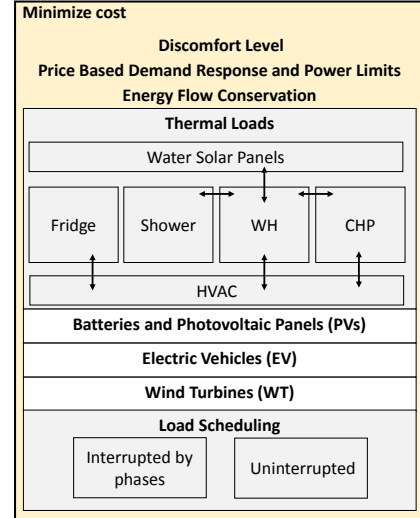 Minimize cost
Discomfort Level
Price Based Demand Response and Power Limits
Energy Flow Conservation
Thermal Loads
Water Solar Panels
Fridge
Shower
WH
CHP
HVAC
Batteries and Photovoltaic Panels (PVs)
Electric Vehicles (EV)
Wind Turbines (WT)
Load Scheduling
Interrupted by
phases
Uninterrupted